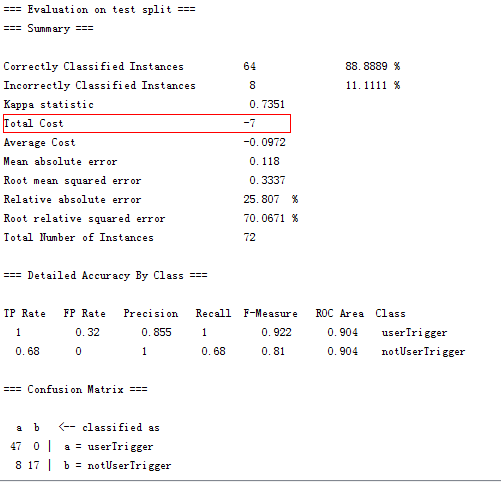 === Evaluation on test split ===
=== Summary ===
Correctly Classified Instances 64 88.8889 %
Incorrectly Classified Instances 8 11.1111 %
Kappa statistic 0.7351
Total Cost -7
Average Cost -0.0972
Mean absolute error 0.118
Root mean squared error 0.3337
Relative absolute error 25.807 %
Root relative squared error 70.0671 %
Total Number of Instances 72
=== Detailed Accuracy By Class ===
TP Rate FP Rate Precision Recall F-Measure ROC Area Class
1 0.32 0.855 1 0.922 0.904 userTrigger
0.68 0 1 0.68 0.81 0.904 notUserTrigger
=== Confusion Matrix ===
a b <-- classified as
47 0 | a = userTrigger
8 17 | b = notUserTrigger